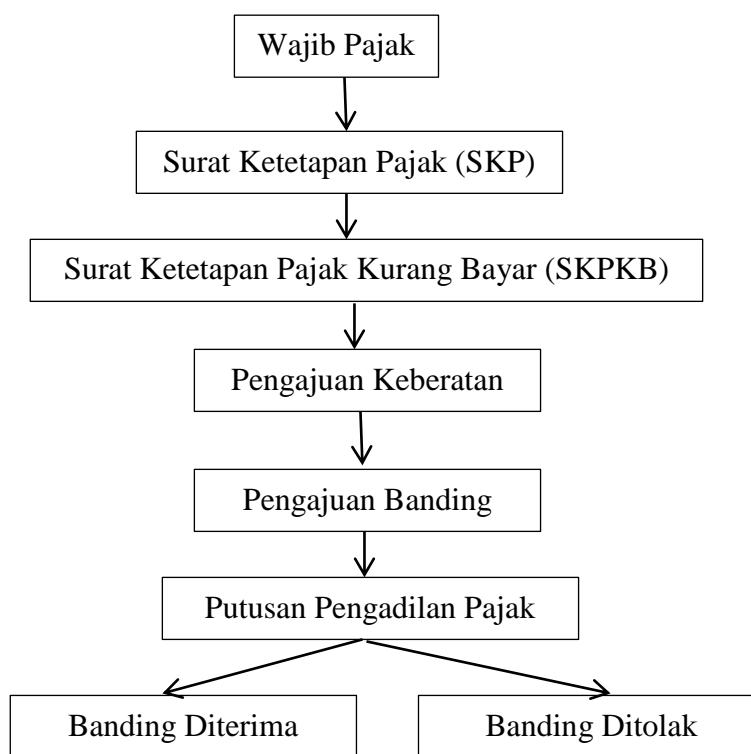 Wajib Pajak
Surat Ketetapan Pajak (SKP)
Surat Ketetapan Pajak Kurang Bayar (SKPKB)
Pengajuan Keberatan
Pengajuan Banding
Putusan Pengadilan Pajak
Banding Diterima
Banding Ditolak